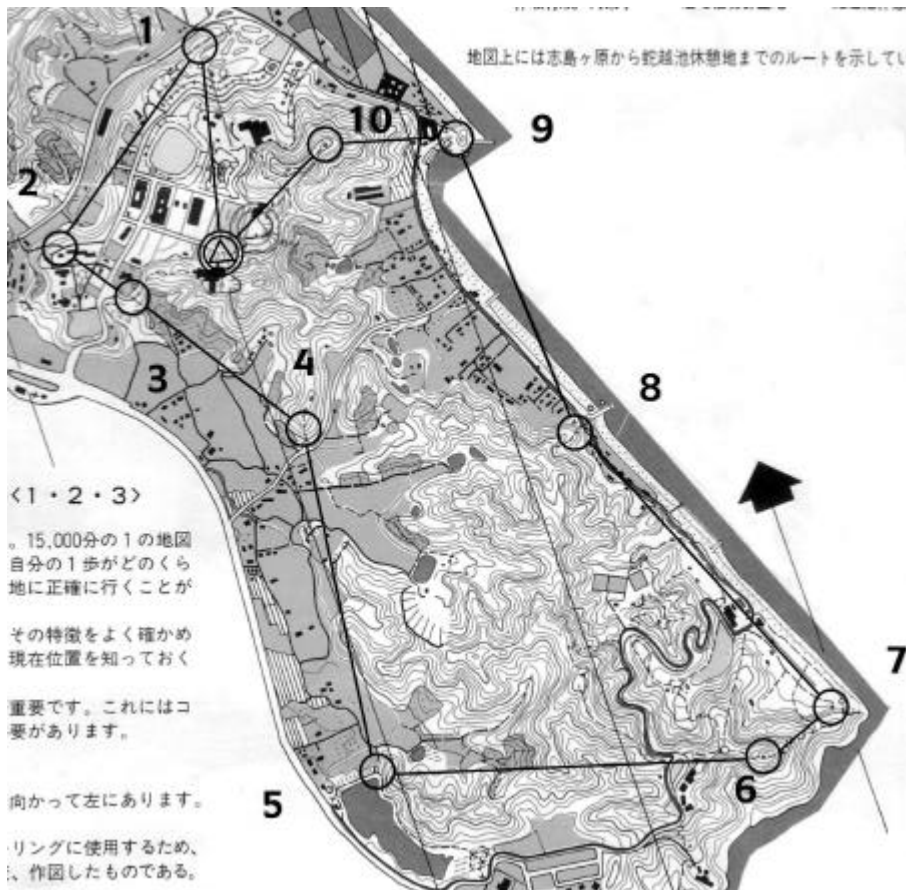 地図上には志島ヶ原から蛇越池休憩地までのルートを示してい
1
10
9
2
3
4
8
〈1・2・3〉
。15,000分の1の地図
自分の1歩がどのくら
地に正確に行くことが
その特徴をよく確かめ
現在位置を知っておく
7
重要です。これにはコ
要があります。
6
5
向かって左にあります。
リングに使用するため、
、作図したものである。